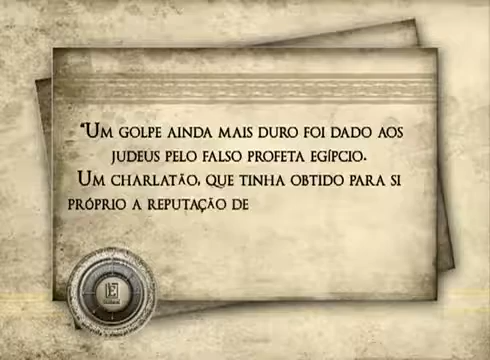 “Um golpe ainda mais duro foi dado aos
judeus pelo falso profeta egípcio.
Um charlatão, que tinha obtido para si
próprio a reputação de